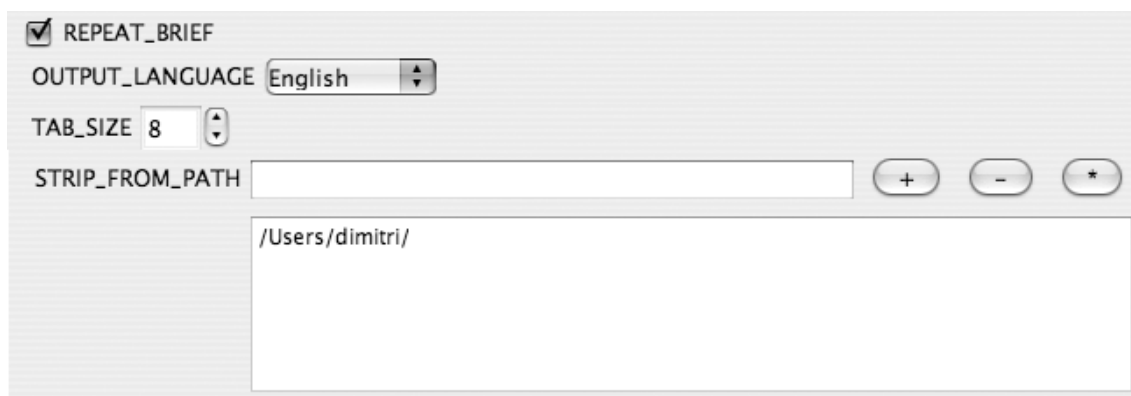 REPEAT_BRIEF
OUTPUT_LANGUAGE English
TAB_SIZE 8
STRIP_FROM_PATH + - *
/Users/dimitri/